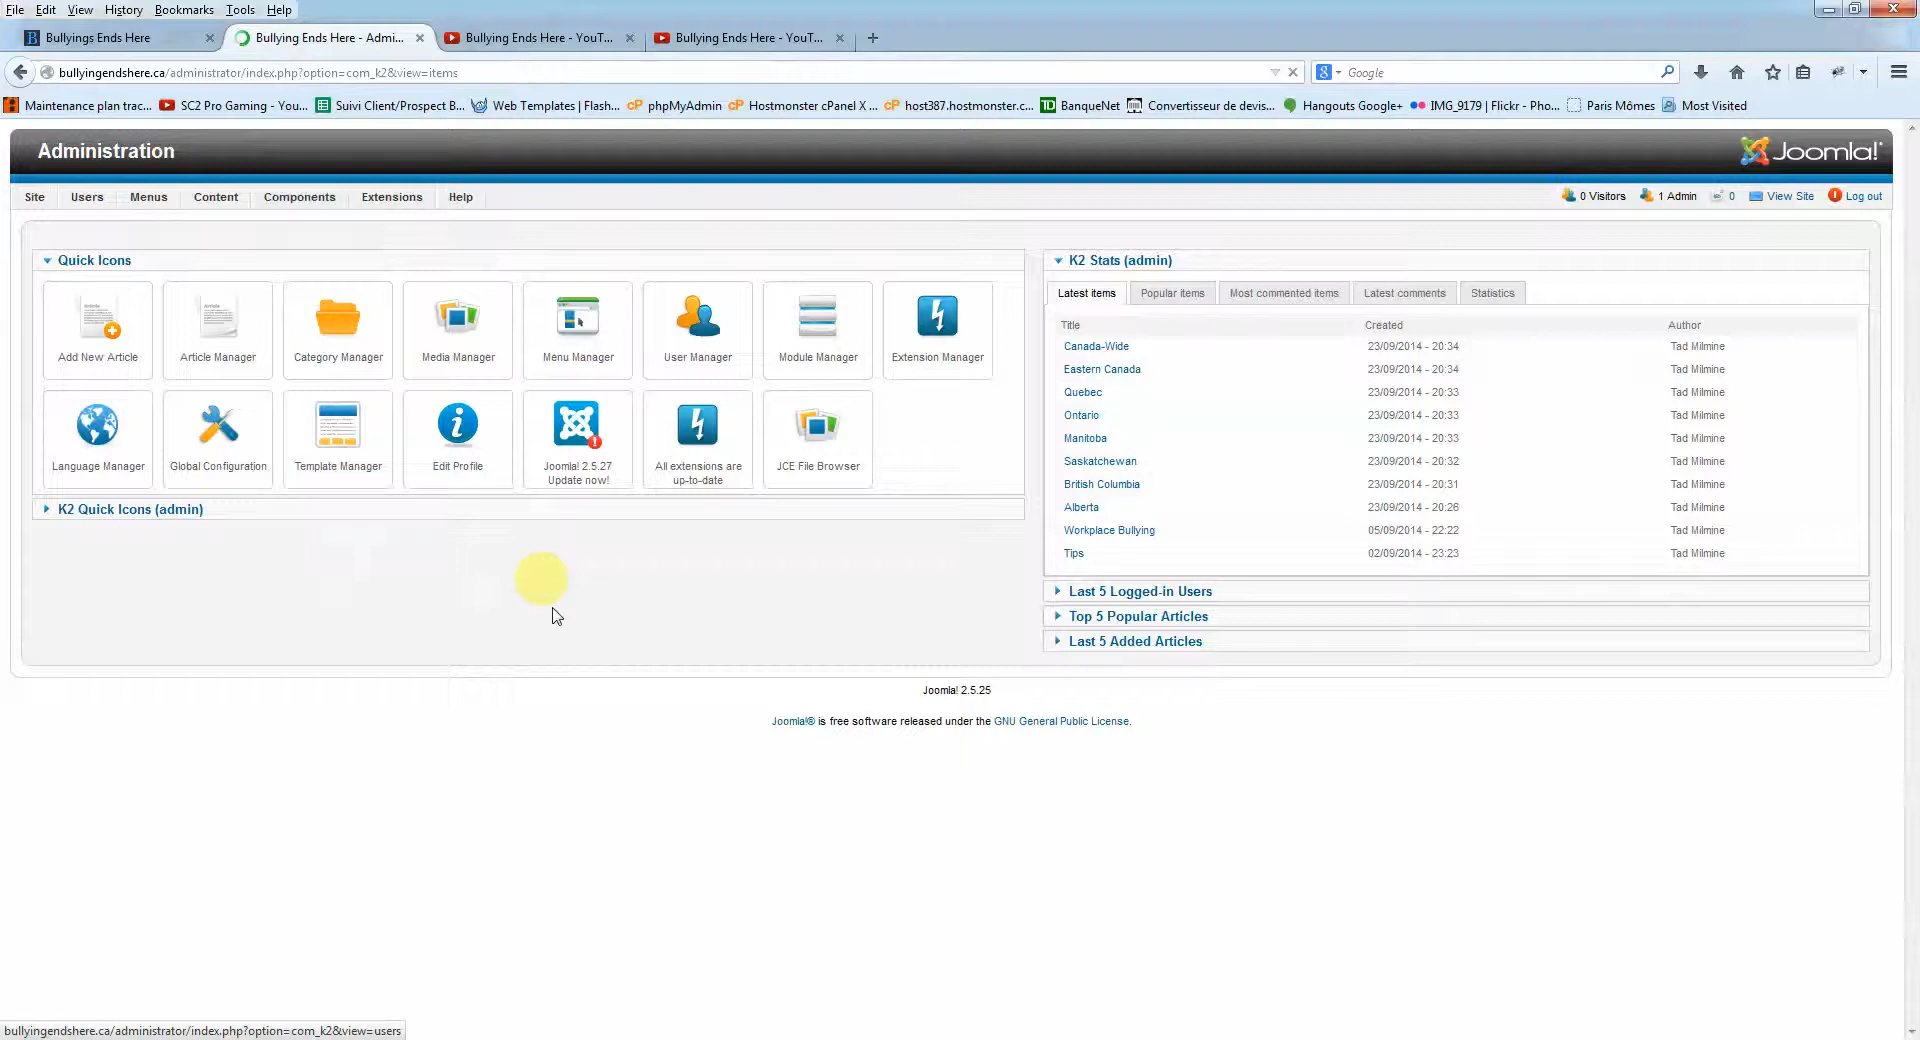 File Edit View History Bookmarks Tools Help
Bullyings Ends Here Bullying Ends Here - Admi... Bullying Ends Here - YouT... Bullying Ends Here - YouT...
bullyingendshere.ca/administrator/index.php?option=com_k2&view=items Google
Maintenance plan trac... SC2 Pro Gaming - You... Suivi Client/Prospect B... Web Templates | Flash... phpMyAdmin Hostmonster cPanel X ... host387.hostmonster.c... BanqueNet Convertisseur de devis... Hangouts Google+ IMG_9179 | Flickr - Pho... Paris Mômes Most Visited
Administration Joomla!
Site Users Menus Content Components Extensions Help 0 Visitors 1 Admin 0 View Site Log out
Quick Icons
Add New Article Article Manager Category Manager Media Manager Menu Manager User Manager Module Manager Extension Manager
Language Manager Global Configuration Template Manager Edit Profile Joomla! 2.5.27 Update now! All extensions are up-to-date JCE File Browser
K2 Quick Icons (admin)
K2 Stats (admin)
Latest items Popular items Most commented items Latest comments Statistics
Title Created Author
Canada-Wide 23/09/2014 - 20:34 Tad Milmine
Eastern Canada 23/09/2014 - 20:34 Tad Milmine
Quebec 23/09/2014 - 20:33 Tad Milmine
Ontario 23/09/2014 - 20:33 Tad Milmine
Manitoba 23/09/2014 - 20:33 Tad Milmine
Saskatchewan 23/09/2014 - 20:32 Tad Milmine
British Columbia 23/09/2014 - 20:31 Tad Milmine
Alberta 23/09/2014 - 20:26 Tad Milmine
Workplace Bullying 05/09/2014 - 22:22 Tad Milmine
Tips 02/09/2014 - 23:23 Tad Milmine
Last 5 Logged-in Users
Top 5 Popular Articles
Last 5 Added Articles
Joomla! 2.5.25
Joomla!® is free software released under the GNU General Public License.
bullyingendshere.ca/administrator/index.php?option=com_k2&view=users